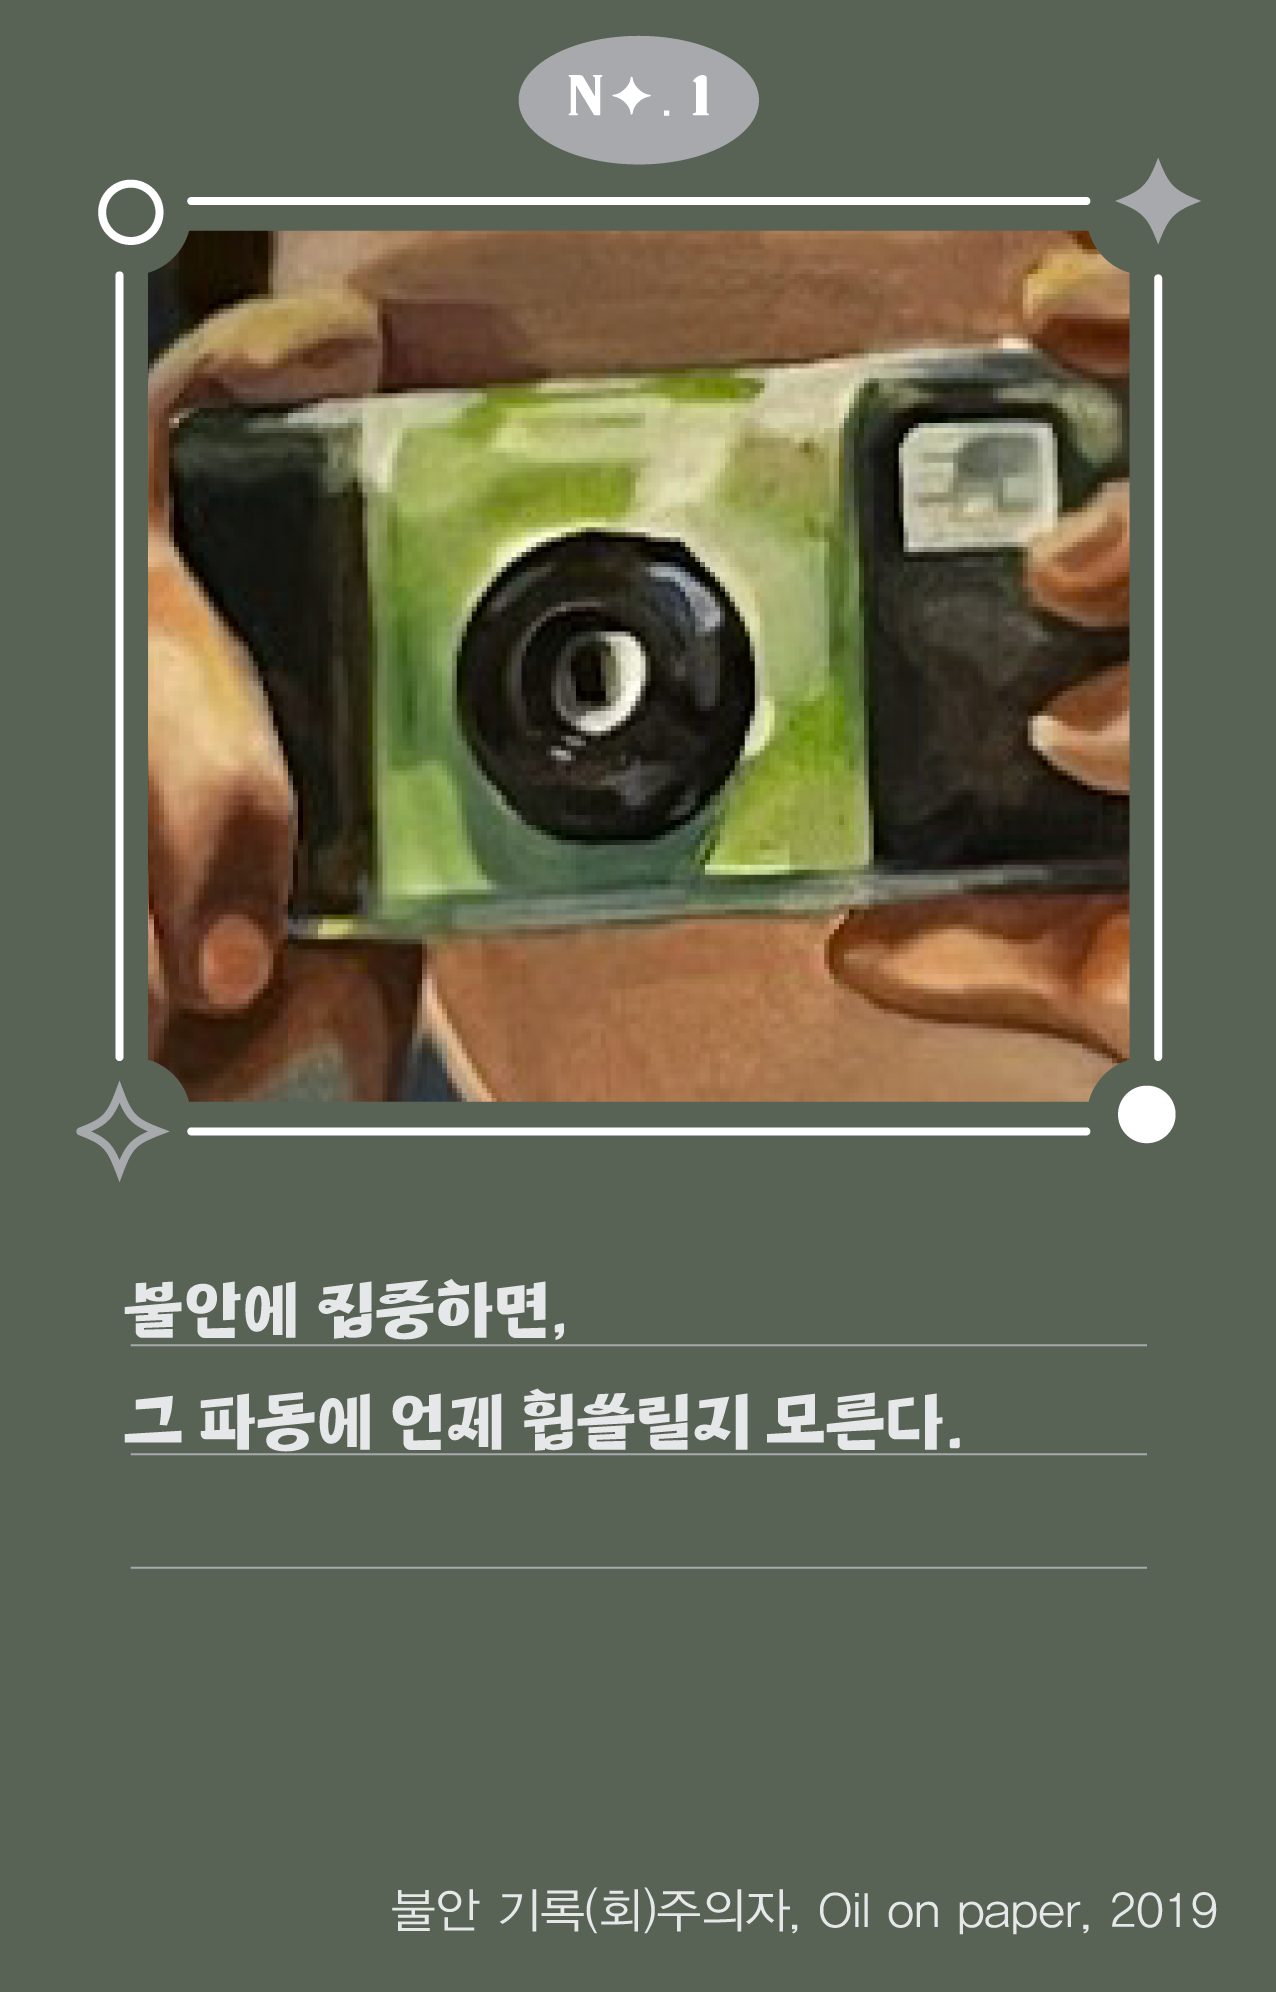 N✦. 1
불안에 집중하면,
그 파동에 언제 휩쓸릴지 모른다.
불안 기록(회)주의자, Oil on paper, 2019